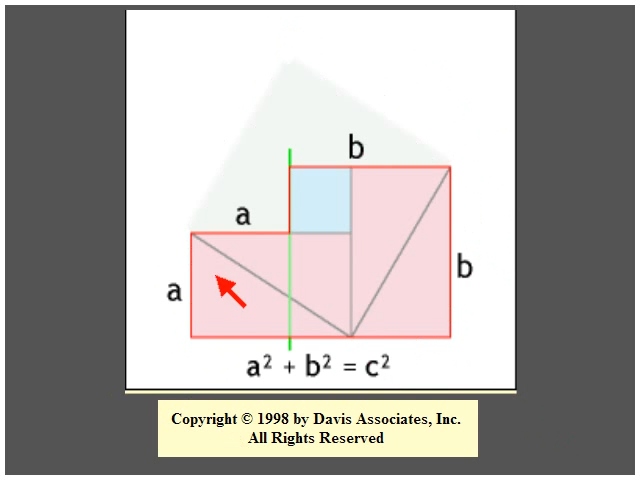 b
a
a
b
a² + b² = c²
Copyright © 1998 by Davis Associates, Inc.
All Rights Reserved